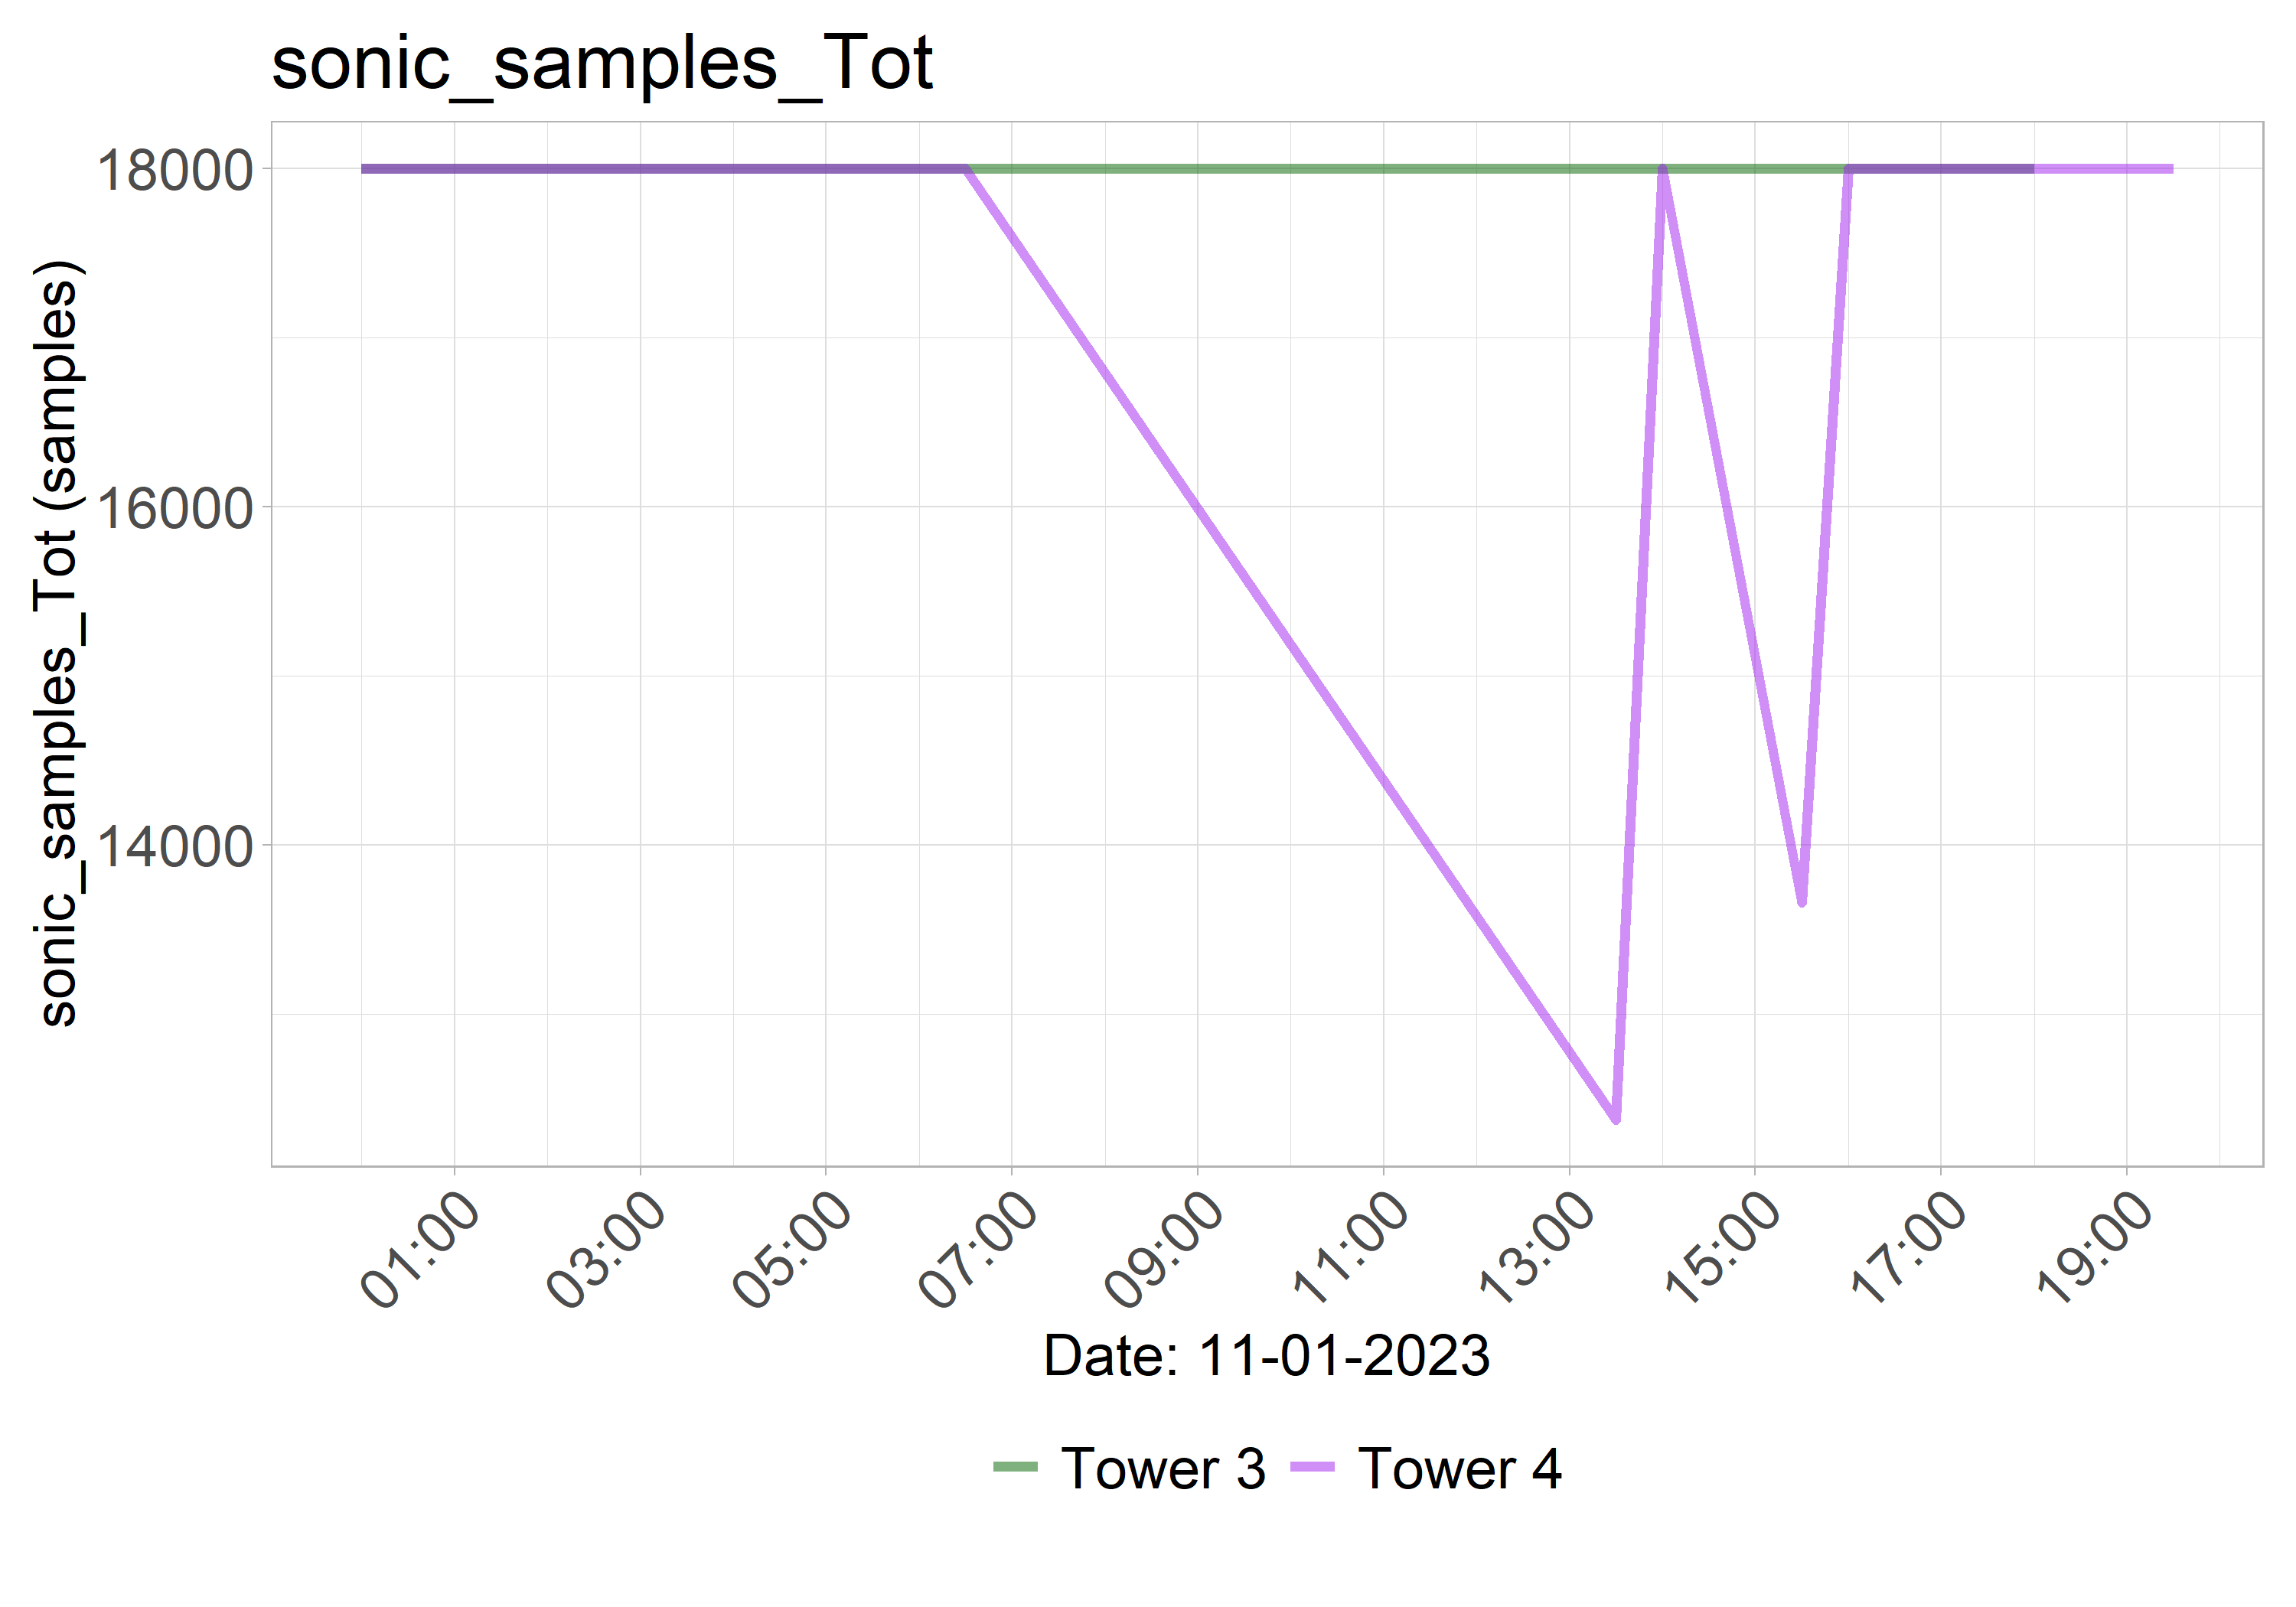 sonic_samples_Tot
sonic_samples_Tot (samples)
18000
16000
14000
01:00
03:00
05:00
07:00
09:00
11:00
13:00
15:00
17:00
19:00
Date: 11-01-2023
Tower 3
Tower 4